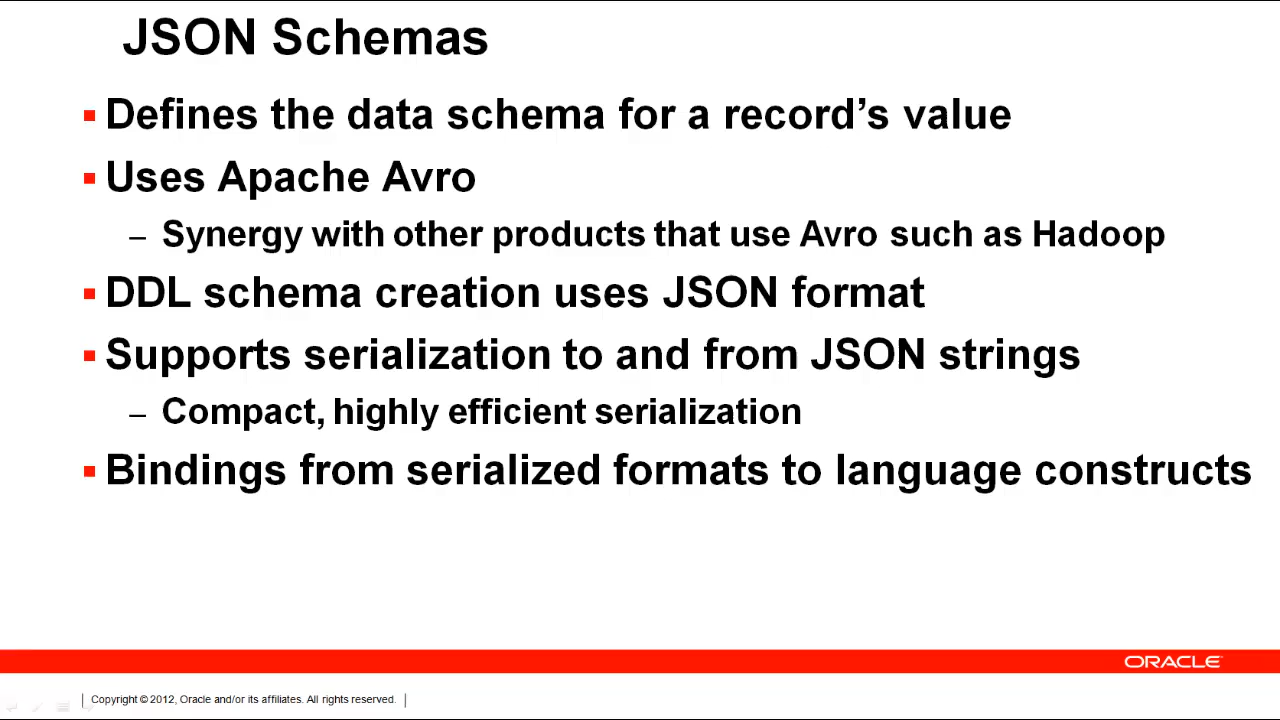 JSON Schemas
▪ Defines the data schema for a record’s value
▪ Uses Apache Avro
– Synergy with other products that use Avro such as Hadoop
▪ DDL schema creation uses JSON format
▪ Supports serialization to and from JSON strings
– Compact, highly efficient serialization
▪ Bindings from serialized formats to language constructs
ORACLE
Copyright © 2012, Oracle and/or its affiliates. All rights reserved.